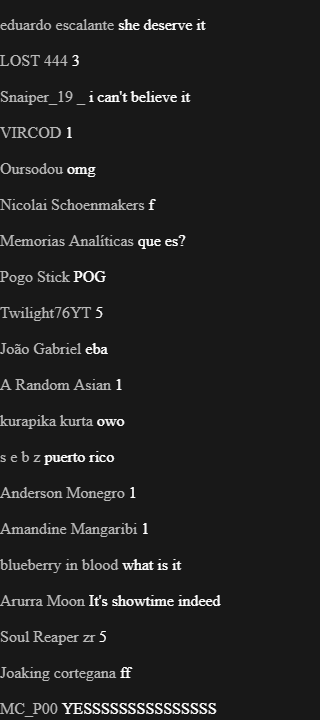 eduardo escalante she deserve it
LOST 444 3
Snaiper_19 _ i can't believe it
VIRCOD 1
Oursodou omg
Nicolai Schoenmakers f
Memorias Analíticas que es?
Pogo Stick POG
Twilight76YT 5
João Gabriel eba
A Random Asian 1
kurapika kurta owo
s e b z puerto rico
Anderson Monegro 1
Amandine Mangaribi 1
blueberry in blood what is it
Arurra Moon It's showtime indeed
Soul Reaper zr 5
Joaking cortegana ff
MC_P00 YESSSSSSSSSSSSSSS